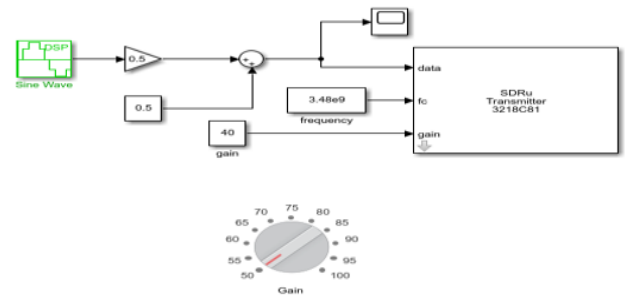 DSP
Sine Wave
0.5
0.5
3.48e9
frequency
40
gain
data
fc
gain
SDRu
Transmitter
3218C81
50
55
60
65
70
75
80
85
90
95
100
Gain